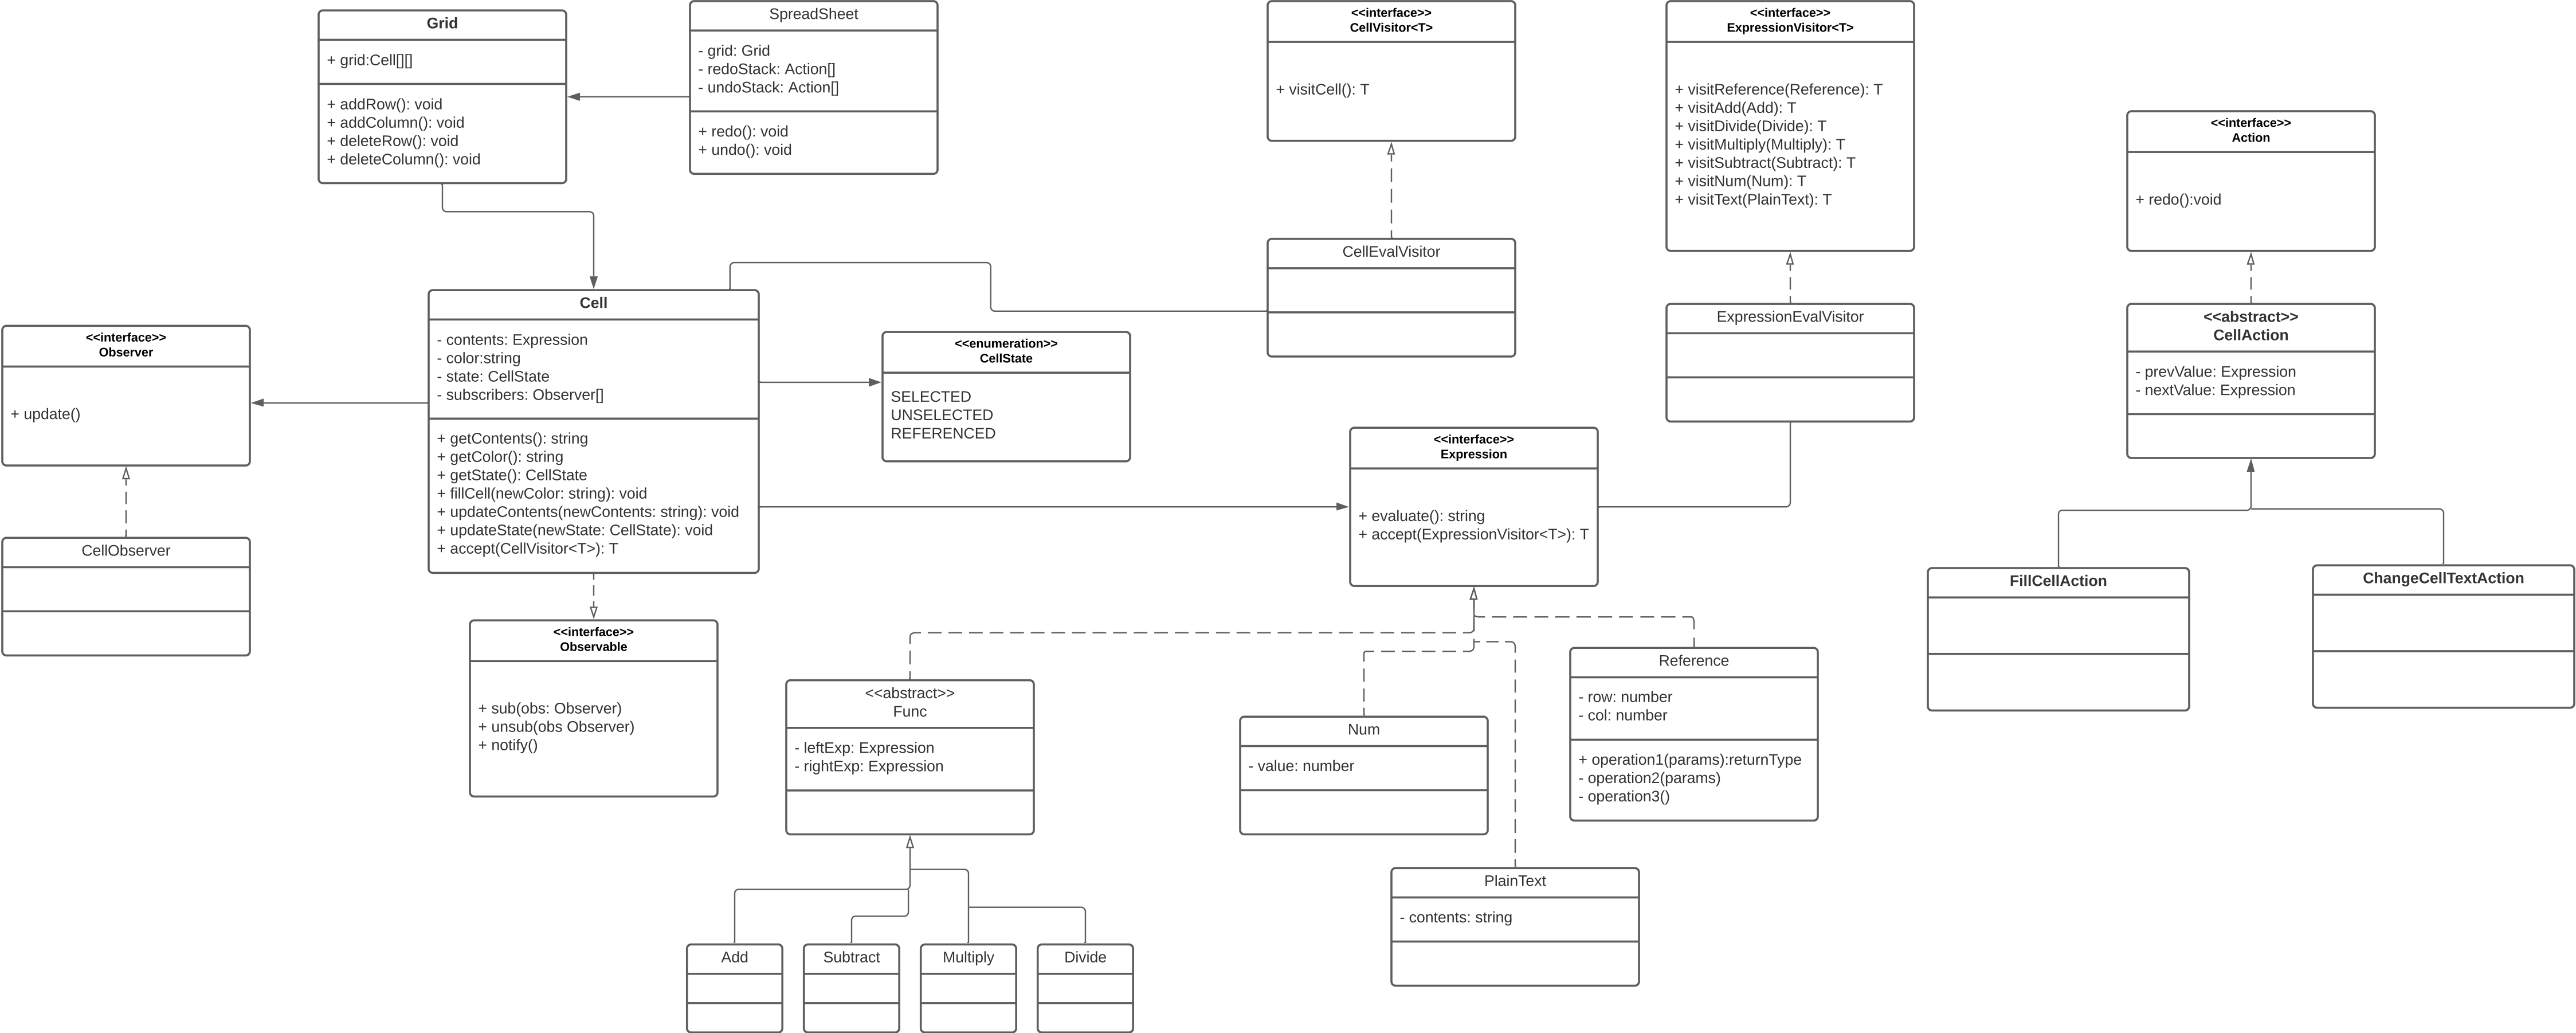 Grid
+ grid:Cell[][]
+ addRow(): void
+ addColumn(): void
+ deleteRow(): void
+ deleteColumn(): void
SpreadSheet
- grid: Grid
- redoStack: Action[]
- undoStack: Action[]
+ redo(): void
+ undo(): void
<<interface>>
CellVisitor<T>
+ visitCell(): T
<<interface>>
ExpressionVisitor<T>
+ visitReference(Reference): T
+ visitAdd(Add): T
+ visitDivide(Divide): T
+ visitMultiply(Multiply): T
+ visitSubtract(Subtract): T
+ visitNum(Num): T
+ visitText(PlainText): T
<<interface>>
Action
+ redo():void
CellEvalVisitor
Cell
- contents: Expression
- color:string
- state: CellState
- subscribers: Observer[]
+ getContents(): string
+ getColor(): string
+ getState(): CellState
+ fillCell(newColor: string): void
+ updateContents(newContents: string): void
+ updateState(newState: CellState): void
+ accept(CellVisitor<T>): T
<<interface>>
Observer
+ update()
<<enumeration>>
CellState
SELECTED
UNSELECTED
REFERENCED
ExpressionEvalVisitor
<<abstract>>
CellAction
- prevValue: Expression
- nextValue: Expression
<<interface>>
Expression
+ evaluate(): string
+ accept(ExpressionVisitor<T>): T
CellObserver
FillCellAction
ChangeCellTextAction
<<interface>>
Observable
+ sub(obs: Observer)
+ unsub(obs Observer)
+ notify()
<<abstract>>
Func
- leftExp: Expression
- rightExp: Expression
Num
- value: number
Reference
- row: number
- col: number
+ operation1(params):returnType
- operation2(params)
- operation3()
PlainText
- contents: string
Add
Subtract
Multiply
Divide